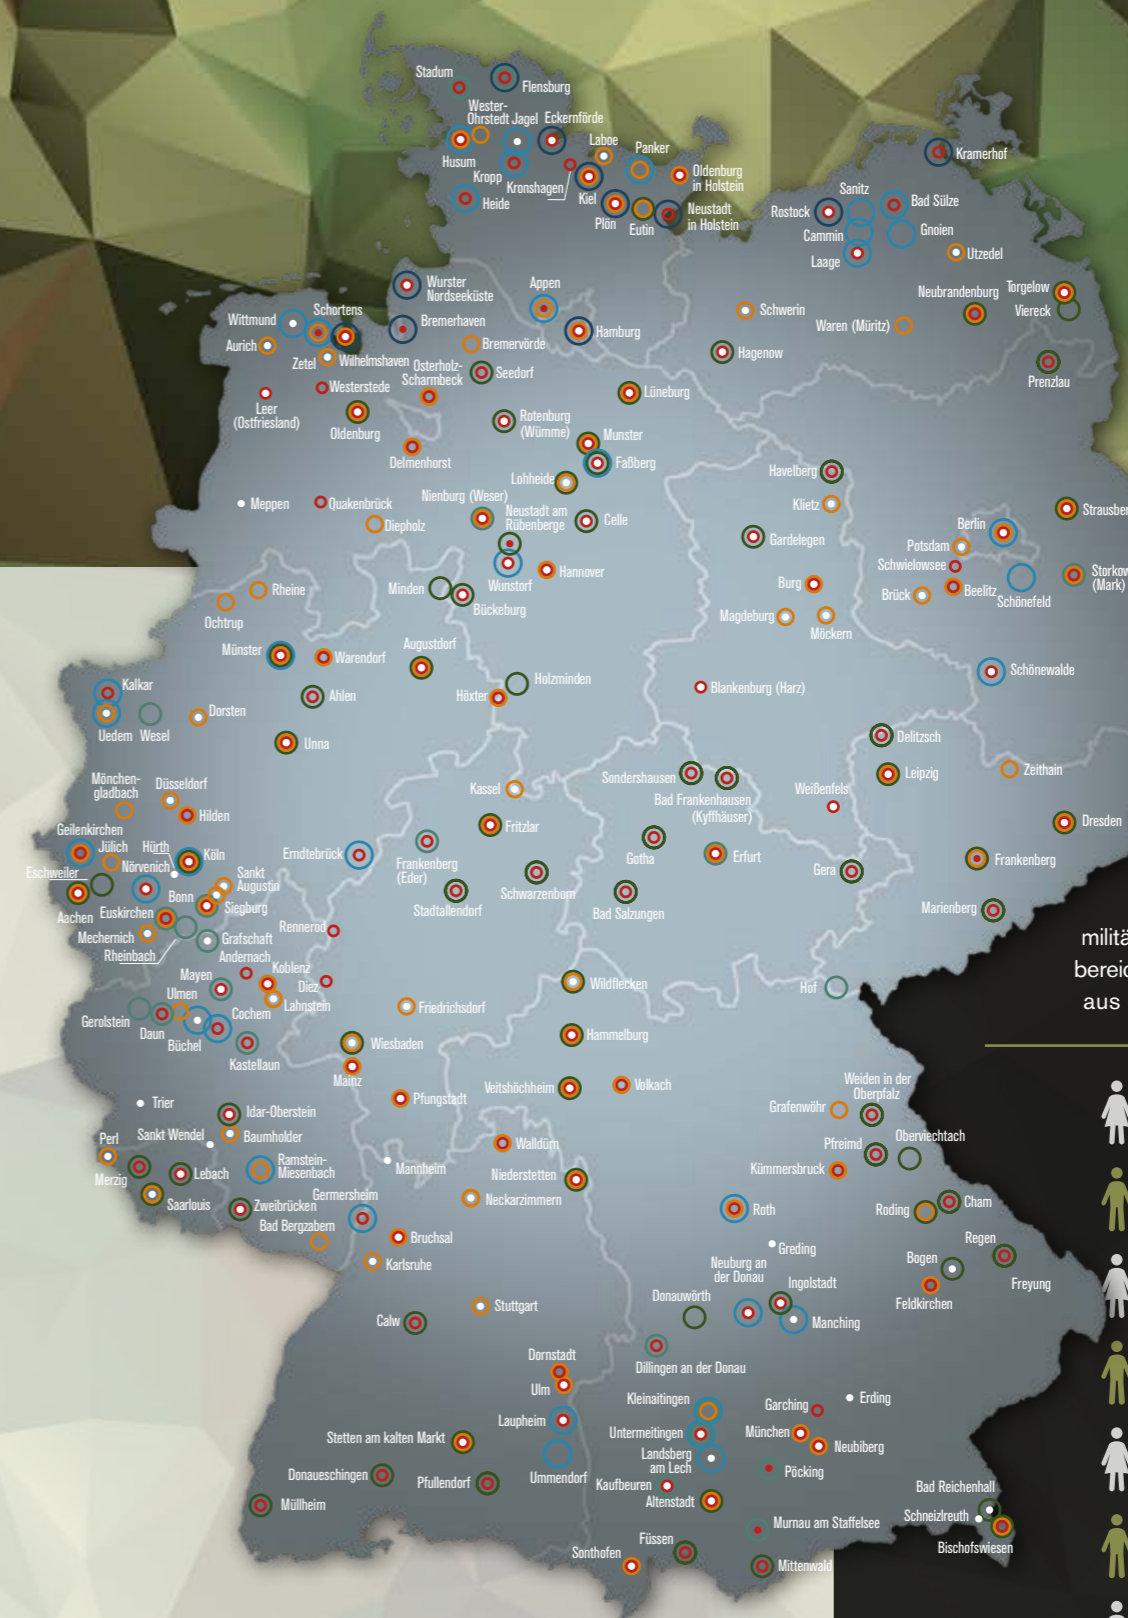 Stadum
Flensburg
Wester-
Ohrstedt
Jagel
Eckernförde
Husum
Laboe
Panker
Kropp
Kronshagen
Oldenburg
in Holstein
Heide
Kiel
Plön
Eutin
Neustadt
in Holstein
Kramerhof
Sanitz
Bad Sülze
Rostock
Cammin
Gnoien
Laage
Utzedel
Wurster
Nordseeküste
Appen
Neubrandenburg
Torgelow
Viereck
Schortens
Wittmund
Bremerhaven
Hamburg
Schwerin
Waren (Müritz)
Aurich
Zetel
Wilhelmshaven
Bremervörde
Hagenow
Prenzlau
Osterholz-
Scharmbeck
Seedorf
Westerstede
Lüneburg
Leer
(Ostfriesland)
Oldenburg
Rotenburg
(Wümme)
Munster
Delmenhorst
Faßberg
Lohheide
Havelberg
Meppen
Quakenbrück
Nienburg (Weser)
Neustadt am
Rübenberge
Celle
Klietz
Strausber
Diepholz
Berlin
Gardelegen
Potsdam
Wunstorf
Hannover
Schwielowsee
Storkow
(Mark)
Rheine
Minden
Bückeburg
Burg
Brück
Beelitz
Schönefeld
Ochtrup
Magdeburg
Möckern
Münster
Warendorf
Augustdorf
Schönewalde
Kalkar
Ahlen
Höxter
Holzminden
Blankenburg (Harz)
Uedem
Wesel
Dorsten
Unna
Delitzsch
Mönchen-
gladbach
Düsseldorf
Kassel
Sondershausen
Bad Frankenhausen
(Kyffhäuser)
Leipzig
Zeithain
Weißenfels
Hilden
Fritzlar
Dresden
Geilenkirchen
Jülich
Hürth
Köln
Erndtebrück
Frankenberg
(Eder)
Gotha
Erfurt
Frankenberg
Eschweiler
Nörvenich
Sankt
Augustin
Schwarzenborn
Gera
Aachen
Euskirchen
Bonn
Siegburg
Stadtallendorf
Bad Salzungen
Marienberg
Mechernich
Rheinbach
Grafschaft
Rennerod
militä
Andernach
Koblenz
bereic
Mayen
Diez
Wildflecken
Hof
aus
Ulmen
Lahnstein
Friedrichsdorf
Gerolstein
Daun
Cochem
Büchel
Wiesbaden
Hammelburg
Kastellaun
Mainz
Weiden in der
Oberpfalz
Trier
Idar-Oberstein
Pfungstadt
Veitshöchheim
Volkach
Grafenwöhr
Sankt Wendel
Baumholder
Pfreimd
Oberviechtach
Perl
Walldürn
Merzig
Lebach
Ramstein-
Miesenbach
Mannheim
Niederstetten
Kümmersbruck
Saarlouis
Zweibrücken
Germersheim
Neckarzimmern
Roth
Roding
Cham
Bad Bergzabern
Bruchsal
Greding
Regen
Karlsruhe
Neuburg an
der Donau
Bogen
Freyung
Stuttgart
Donauwörth
Ingolstadt
Feldkirchen
Calw
Manching
Dornstadt
Dillingen an der Donau
Ulm
Kleinaitingen
Garching
Erding
Laupheim
Untermeitingen
München
Neubiberg
Stetten am kalten Markt
Landsberg
am Lech
Pöcking
Donaueschingen
Pfullendorf
Ummendorf
Kaufbeuren
Bad Reichenhall
Müllheim
Altenstadt
Schneizlreuth
Murnau am Staffelsee
Füssen
Bischofswiesen
Sonthofen
Mittenwald